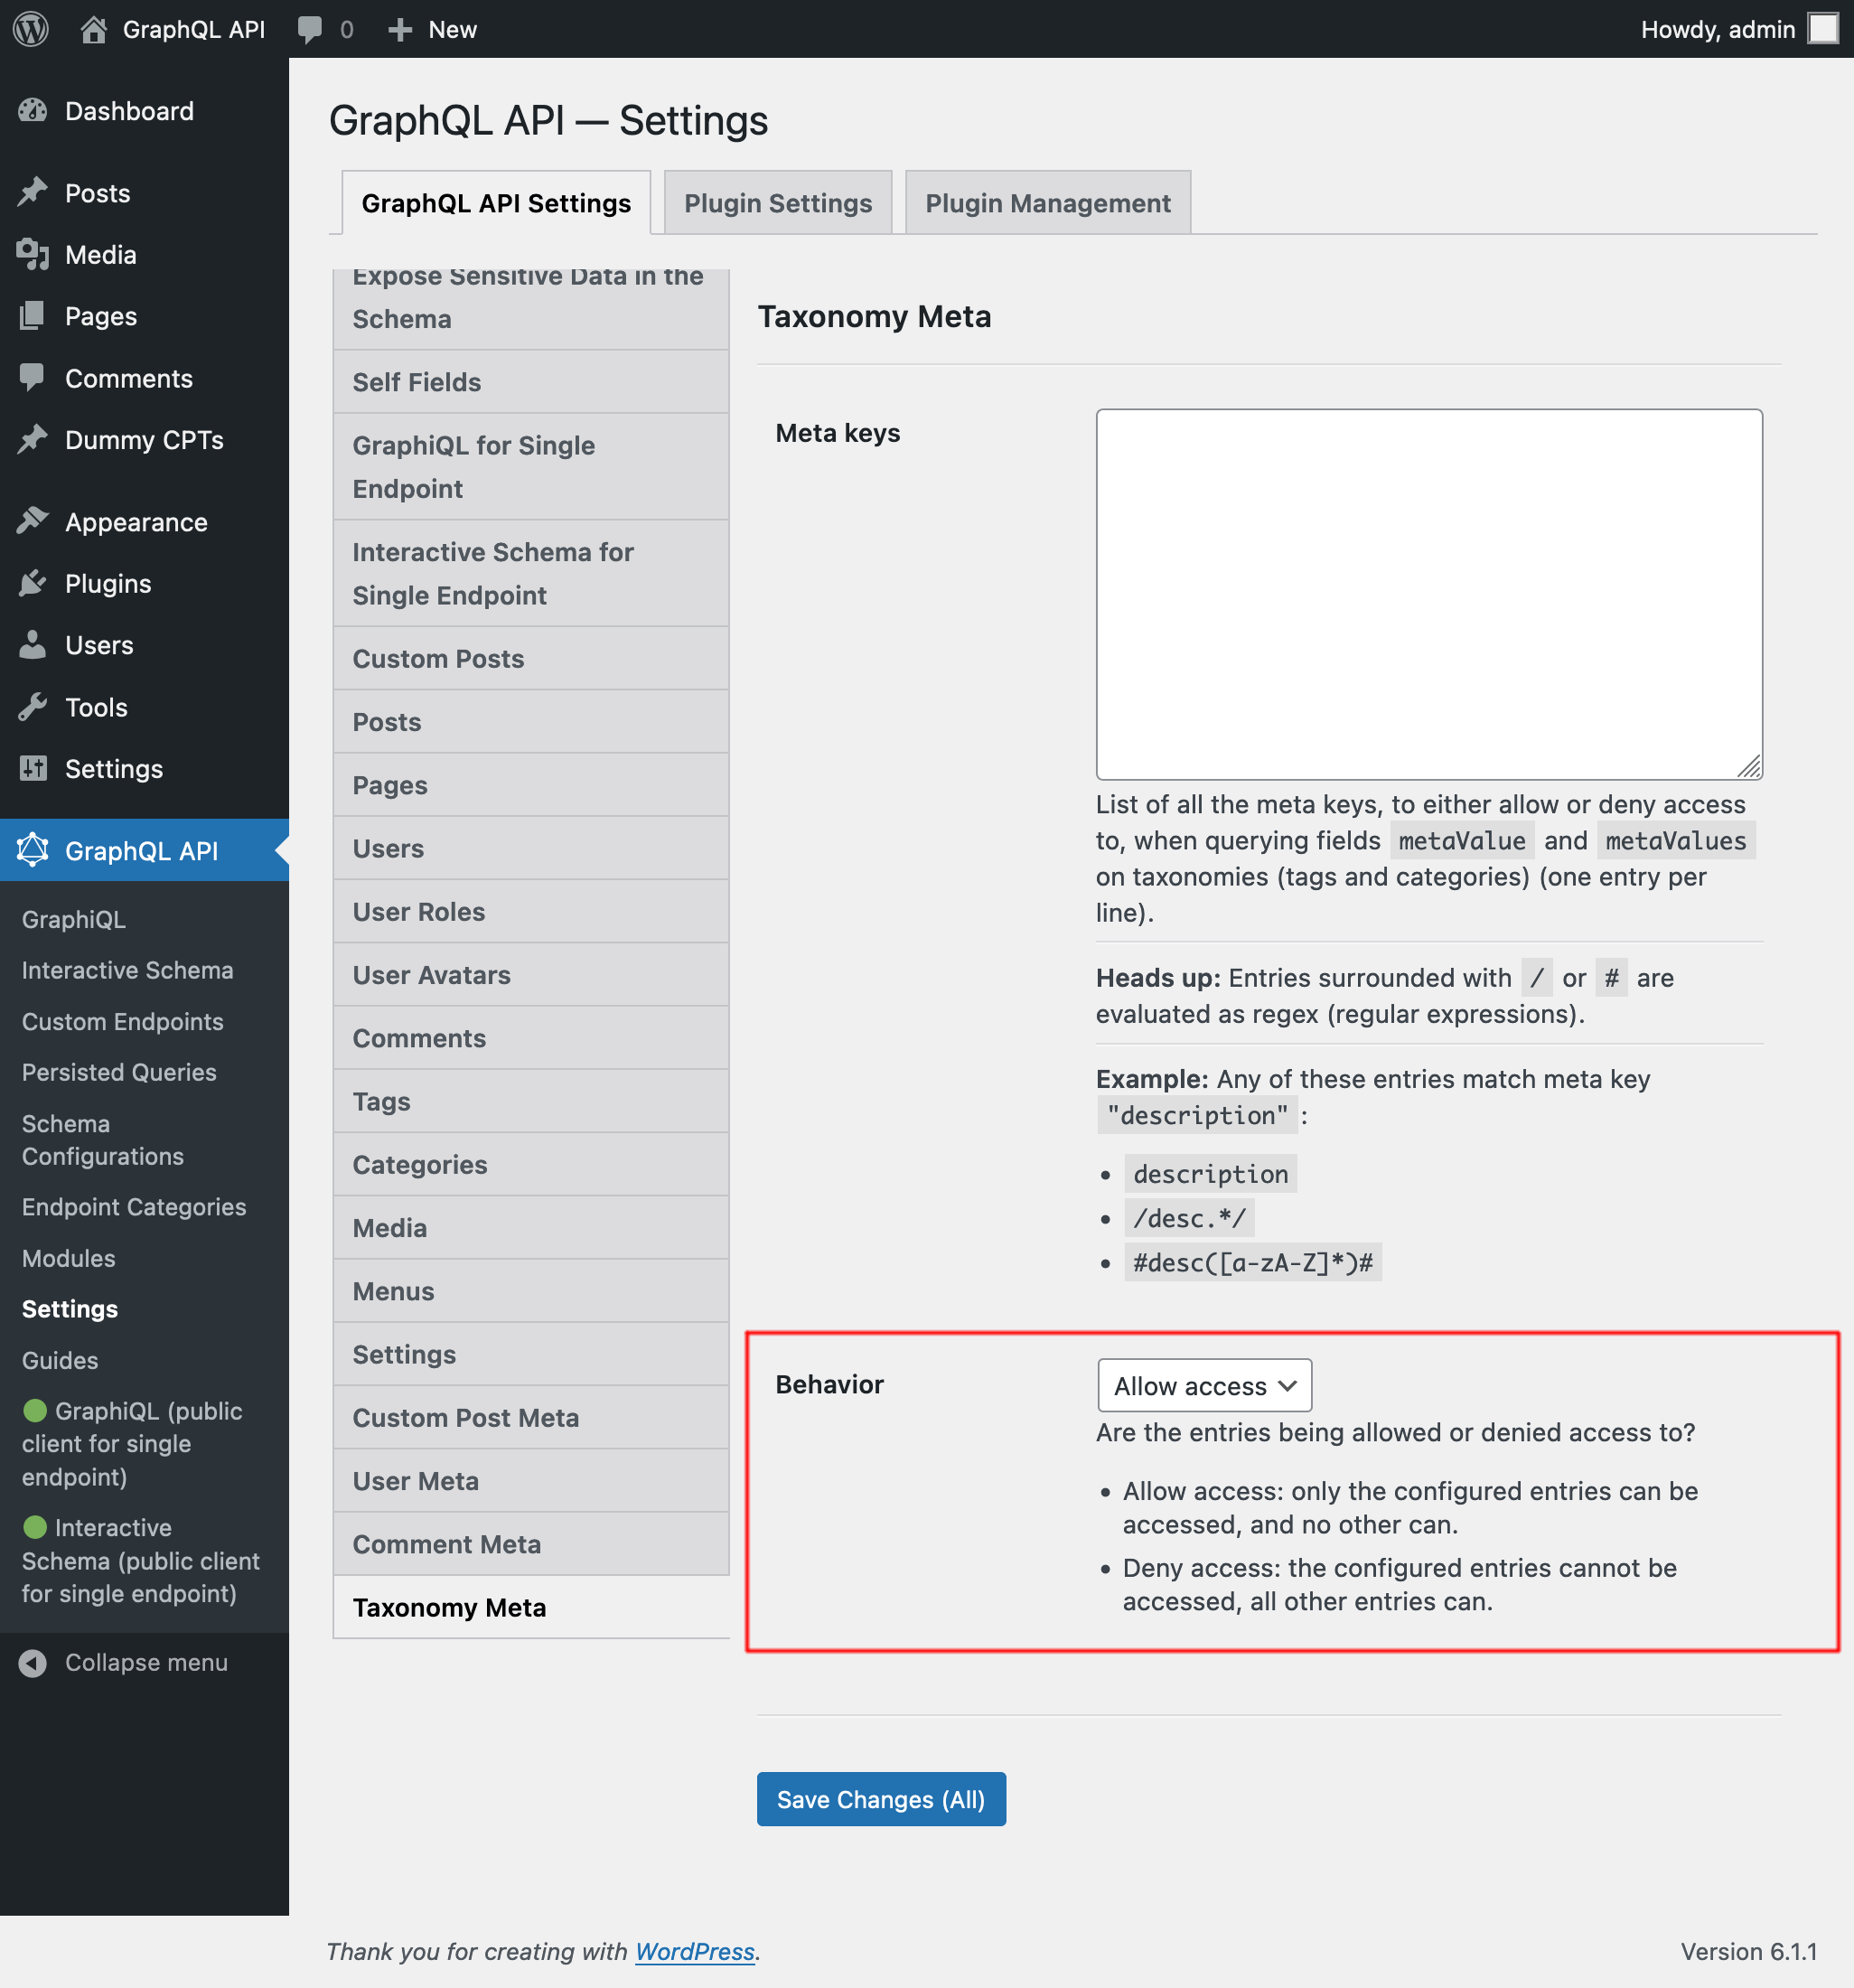 GraphQL API
0
New
Howdy, admin
Dashboard
Posts
Media
Pages
Comments
Dummy CPTs
Appearance
Plugins
Users
Tools
Settings
GraphQL API
GraphiQL
Interactive Schema
Custom Endpoints
Persisted Queries
Schema
Configurations
Endpoint Categories
Modules
Settings
Guides
GraphiQL (public
client for single
endpoint)
Interactive
Schema (public client
for single endpoint)
Collapse menu
GraphQL API — Settings
GraphQL API Settings
Plugin Settings
Plugin Management
Expose Sensitive Data in the
Schema
Self Fields
GraphiQL for Single
Endpoint
Interactive Schema for
Single Endpoint
Custom Posts
Posts
Pages
Users
User Roles
User Avatars
Comments
Tags
Categories
Media
Menus
Settings
Custom Post Meta
User Meta
Comment Meta
Taxonomy Meta
Taxonomy Meta
Meta keys
List of all the meta keys, to either allow or deny access
to, when querying fields metaValue and metaValues
on taxonomies (tags and categories) (one entry per
line).
Heads up: Entries surrounded with / or # are
evaluated as regex (regular expressions).
Example: Any of these entries match meta key
"description" :
• description
• /desc.*/
• #desc([a-zA-Z]*)#
Behavior
Allow access
Are the entries being allowed or denied access to?
• Allow access: only the configured entries can be
accessed, and no other can.
• Deny access: the configured entries cannot be
accessed, all other entries can.
Save Changes (All)
Thank you for creating with WordPress.
Version 6.1.1